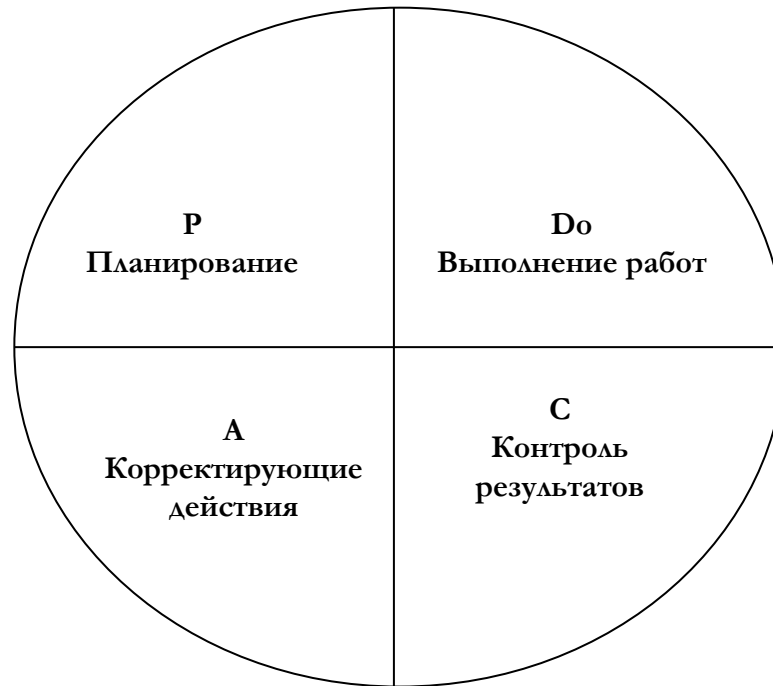 P
Планирование
Do
Выполнение работ
A
Корректирующие
действия
C
Контроль
результатов